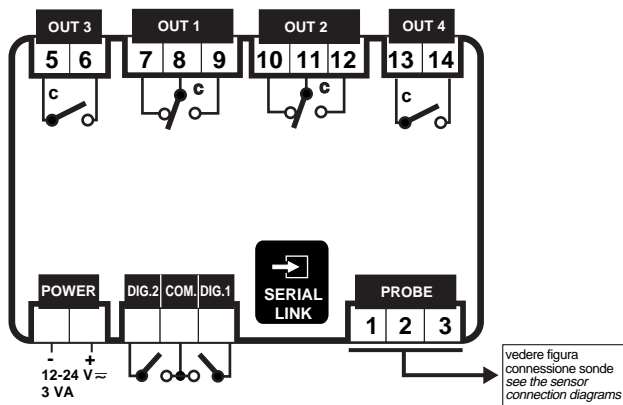 OUT 3 OUT 1 OUT 2 OUT 4
5 6 7 8 9 10 11 12 13 14
c c c c
POWER DIG.2 COM. DIG.1 SERIAL LINK PROBE
1 2 3
- +
12-24 V⎓
3 VA
vedere figura
connessione sonde
see the sensor
connection diagrams